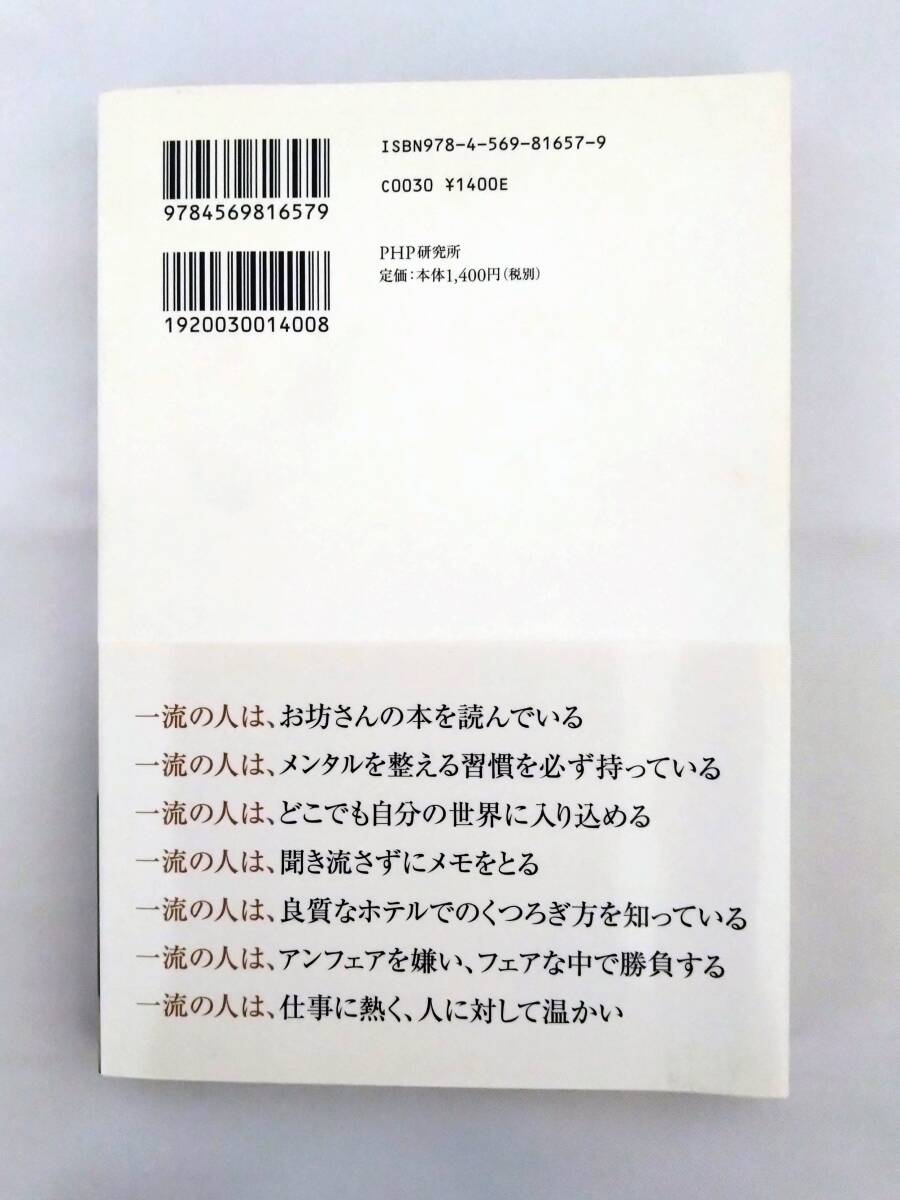 ISBN978-4-569-81657-9
C0030 ¥1400E
9784569816579
PHP研究所
定価：本体1,400円（税別）
1920030014008
一流の人は、お坊さんの本を読んでいる
一流の人は、メンタルを整える習慣を必ず持っている
一流の人は、どこでも自分の世界に入り込める
一流の人は、聞き流さずにメモをとる
一流の人は、良質なホテルでのくつろぎ方を知っている
一流の人は、アンフェアを嫌い、フェアな中で勝負する
一流の人は、仕事に熱く、人に対して温かい